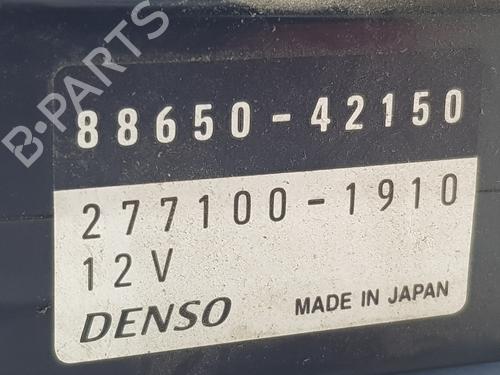 B-PARTS
88650-42150
277100-1910
12V
DENSO MADE IN JAPAN